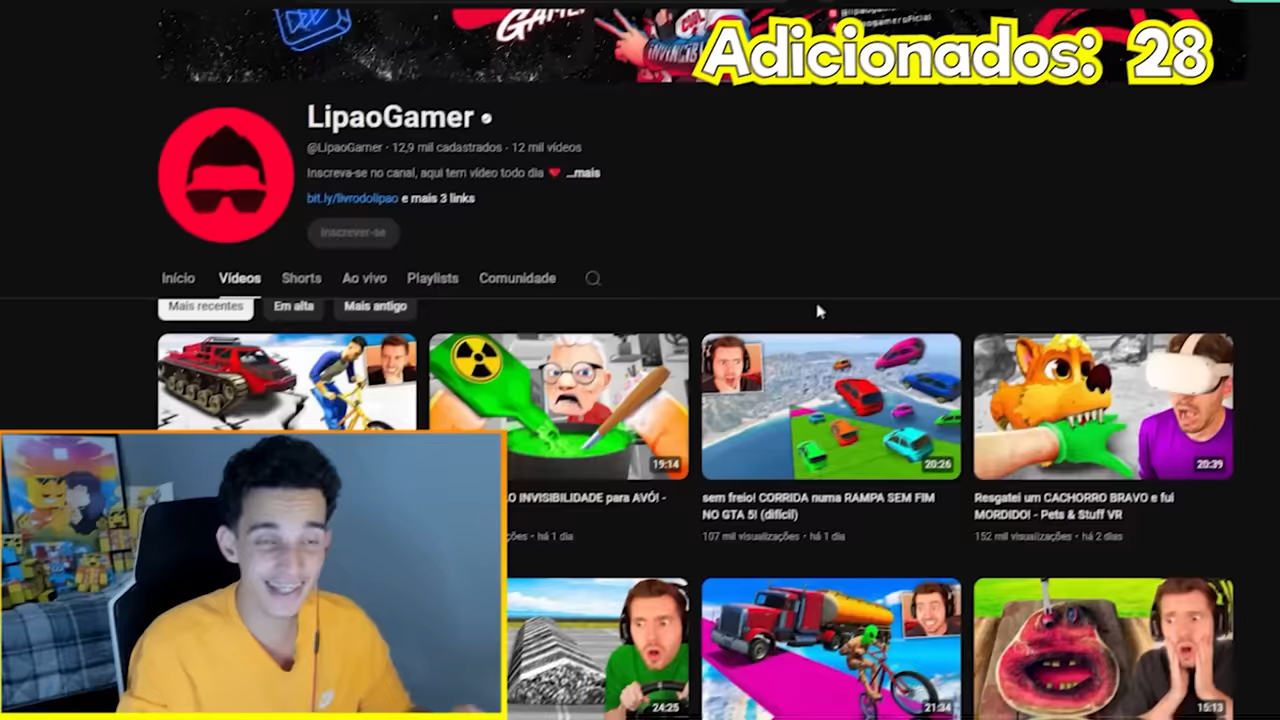 Adicionados: 28
LipaoGamer
@LipaoGamer · 12,9 mil cadastrados · 12 mil vídeos
Inscreva-se no canal, aqui tem vídeo todo dia ❤ ...mais
bit.ly/livrodolipao e mais 3 links
Inscrever-se
Início Vídeos Shorts Ao vivo Playlists Comunidade
Mais recentes Em alta Mais antigo
19:14
20:26
20:39
INVISIBILIDADE para AVÓ! -
sem freio! CORRIDA numa RAMPA SEM FIM
Resgatei um CACHORRO BRAVO e fui
NO GTA 5! (difícil)
MORDIDO! - Pets & Stuff VR
há 1 dia
107 mil visualizações · há 1 dia
152 mil visualizações · há 2 dias
24:25
21:34
15:13